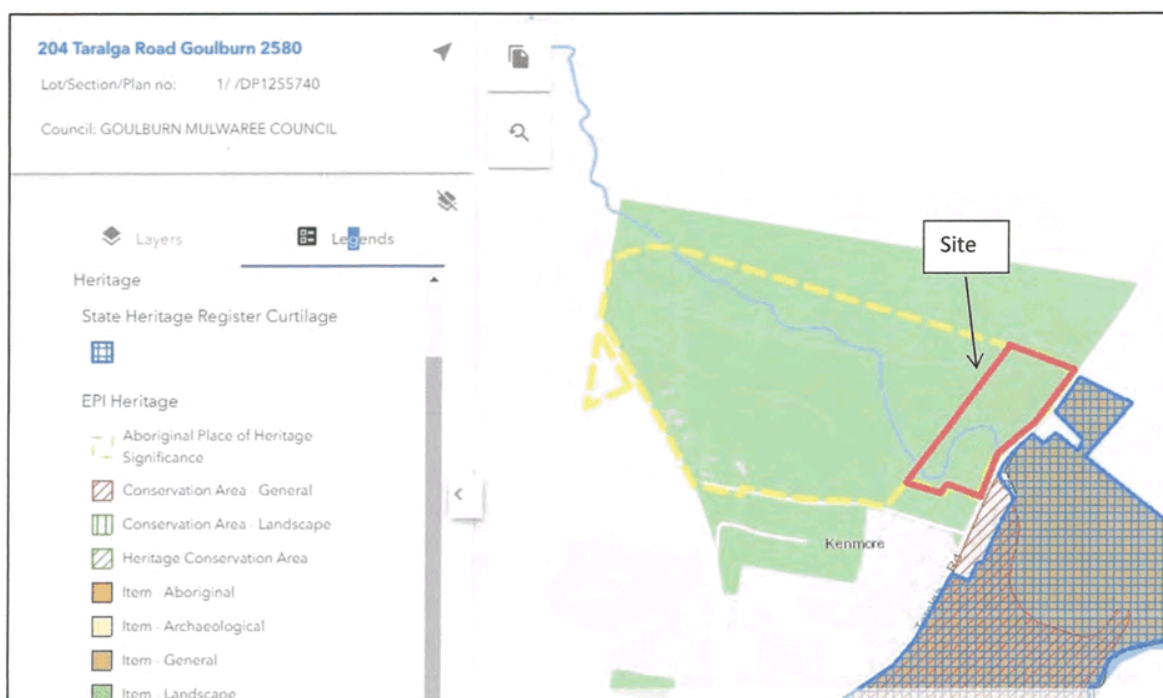 204 Taralga Road Goulburn 2580
Lot/Section/Plan no: 1/ /DP1255740
Council: GOULBURN MULWAREE COUNCIL
Layers
Legends
Heritage
State Heritage Register Curtilage
EPI Heritage
Aboriginal Place of Heritage
Significance
Conservation Area - General
Conservation Area - Landscape
Heritage Conservation Area
Item - Aboriginal
Item - Archaeological
Item - General
Item - Landscape
Site
Kenmore